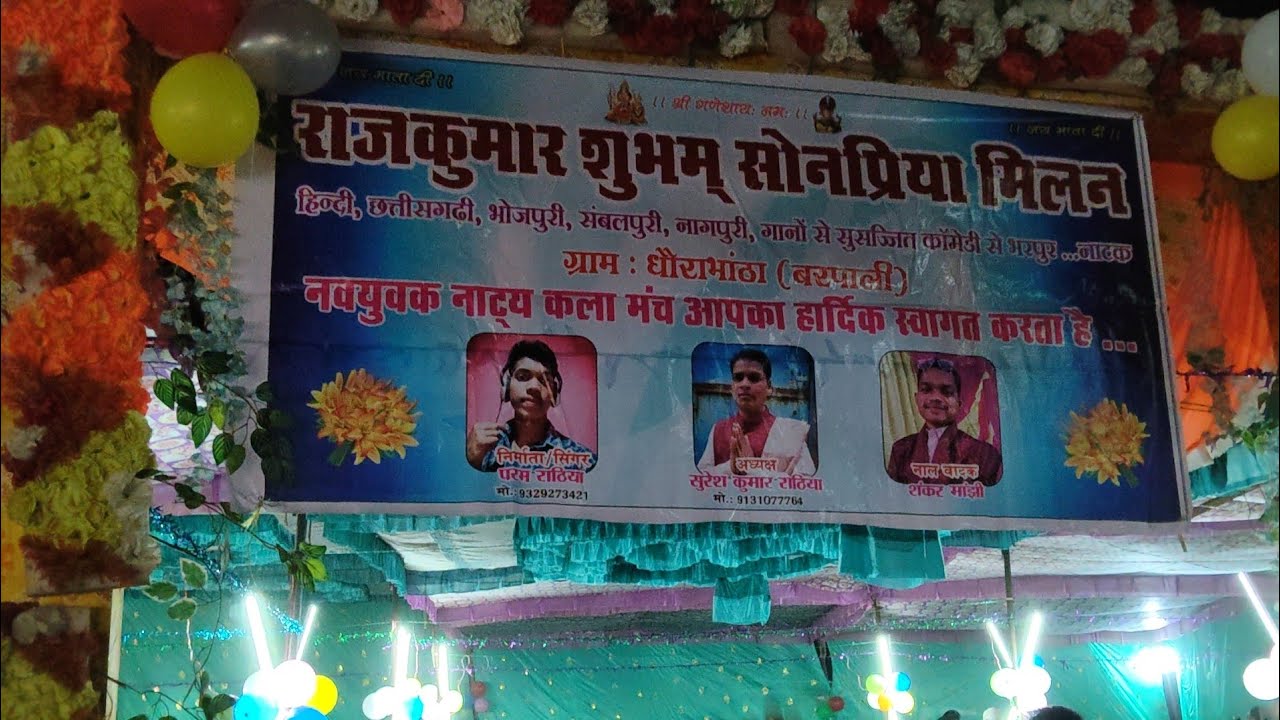 ।। जय माता दी ।।
।। श्री गणेशायः नमः ।।
।। जय माता दी ।।
राजकुमार शुभम् सोनप्रिया मिलन
हिन्दी, छत्तीसगढी, भोजपुरी, संबलपुरी, नागपुरी, गानों से सुसज्जित कॉमेडी से भरपुर ...नाटक
ग्राम : धौराभांठा (बरपाली)
नवयुवक नाट्य कला मंच आपका हार्दिक स्वागत करता है ...
निर्माता/सिंगर
परम राठिया
मो.: 9329273421
अध्यक्ष
सुरेश कुमार राठिया
मो.: 9131077764
नाल वादक
शंकर मांझी